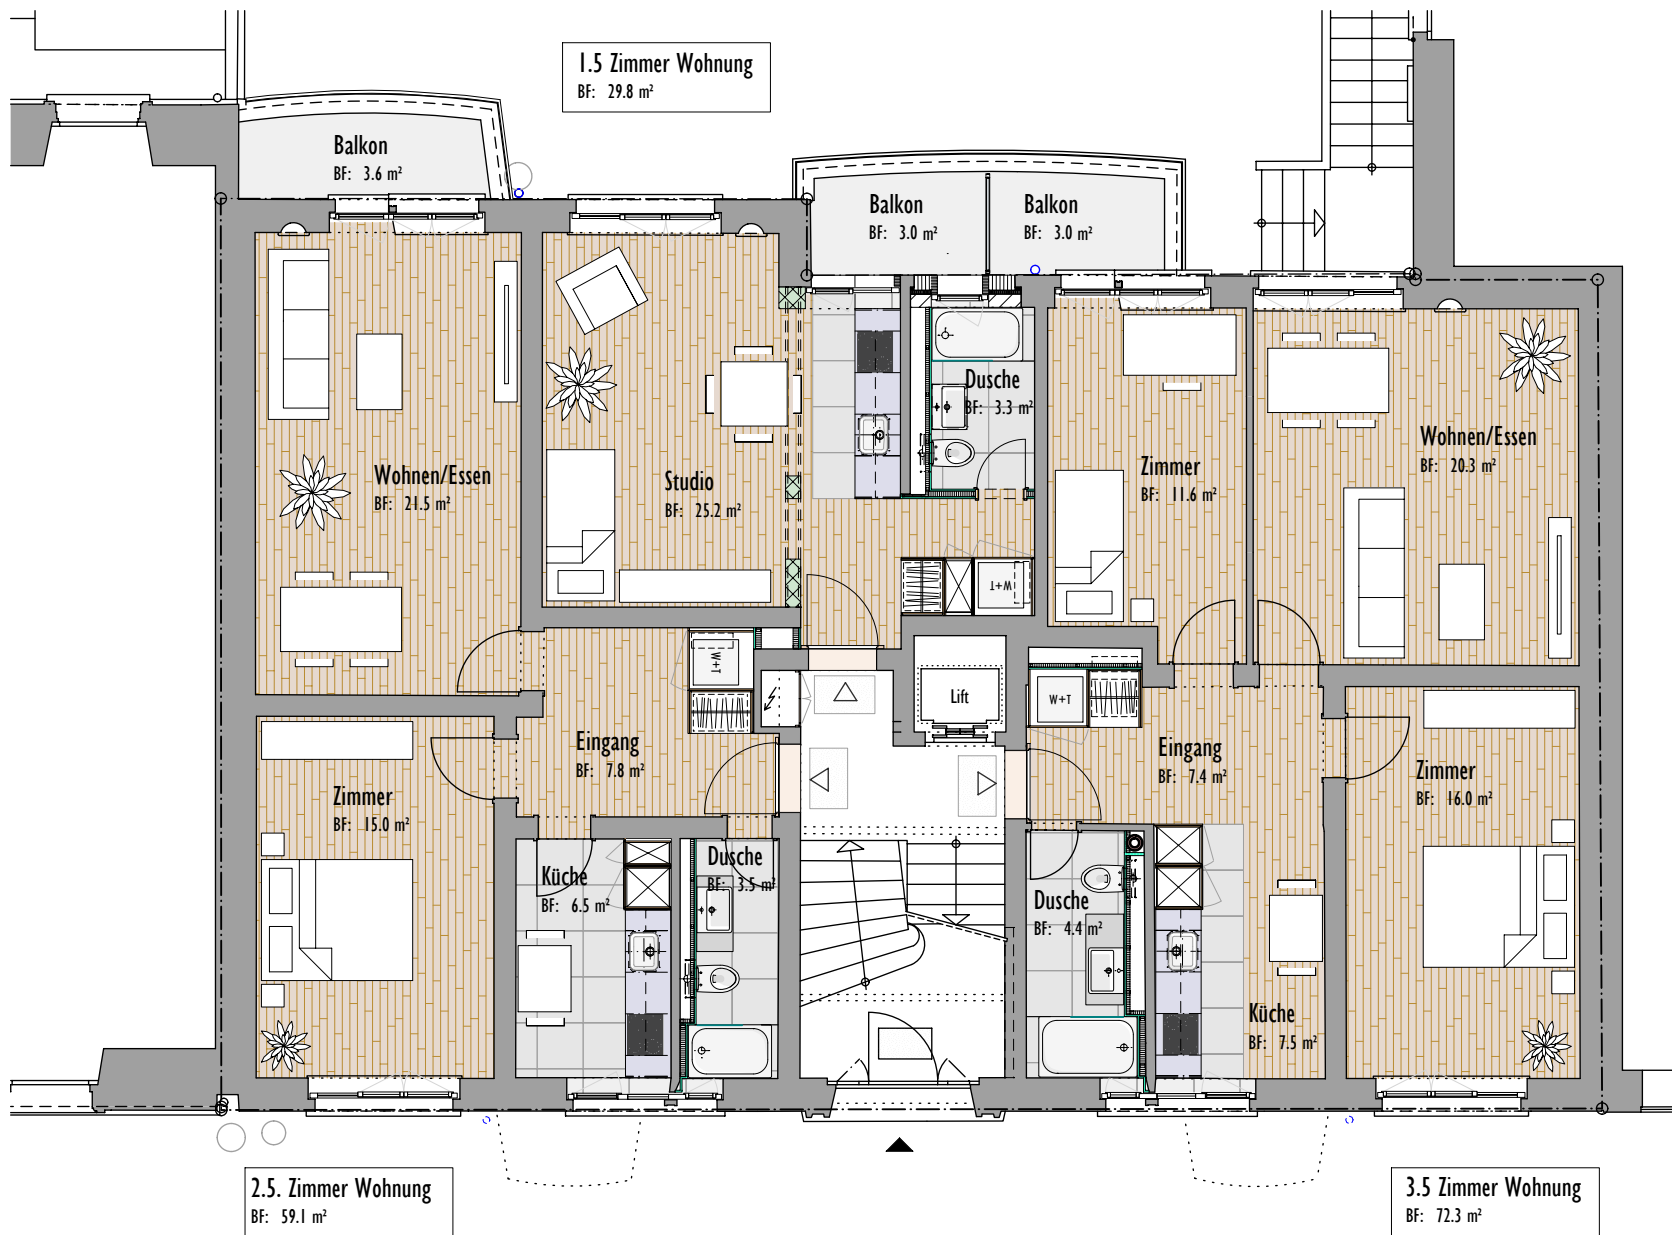 1.5 Zimmer Wohnung
BF: 29.8 m²
Balkon
BF: 3.6 m²
Balkon
BF: 3.0 m²
Balkon
BF: 3.0 m²
Dusche
BF: 3.3 m²
Wohnen/Essen
BF: 21.5 m²
Studio
BF: 25.2 m²
Zimmer
BF: 11.6 m²
Wohnen/Essen
BF: 20.3 m²
W+T
W+T
Lift
W+T
Eingang
BF: 7.8 m²
Eingang
BF: 7.4 m²
Zimmer
BF: 15.0 m²
Zimmer
BF: 16.0 m²
Küche
BF: 6.5 m²
Dusche
BF: 3.5 m²
Dusche
BF: 4.4 m²
Küche
BF: 7.5 m²
2.5. Zimmer Wohnung
BF: 59.1 m²
3.5 Zimmer Wohnung
BF: 72.3 m²